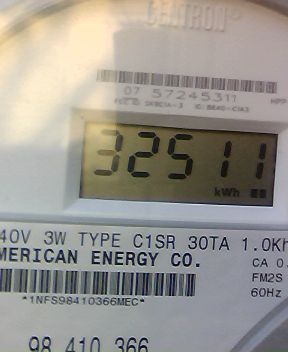 CENTRON®
07 57245311
32511
kWh
40V 3W TYPE C1SR 30TA 1.0Kh
MERICAN ENERGY CO.
CA 0.
FM2S
60Hz
*1NFS98410366MEC*
98 410 366